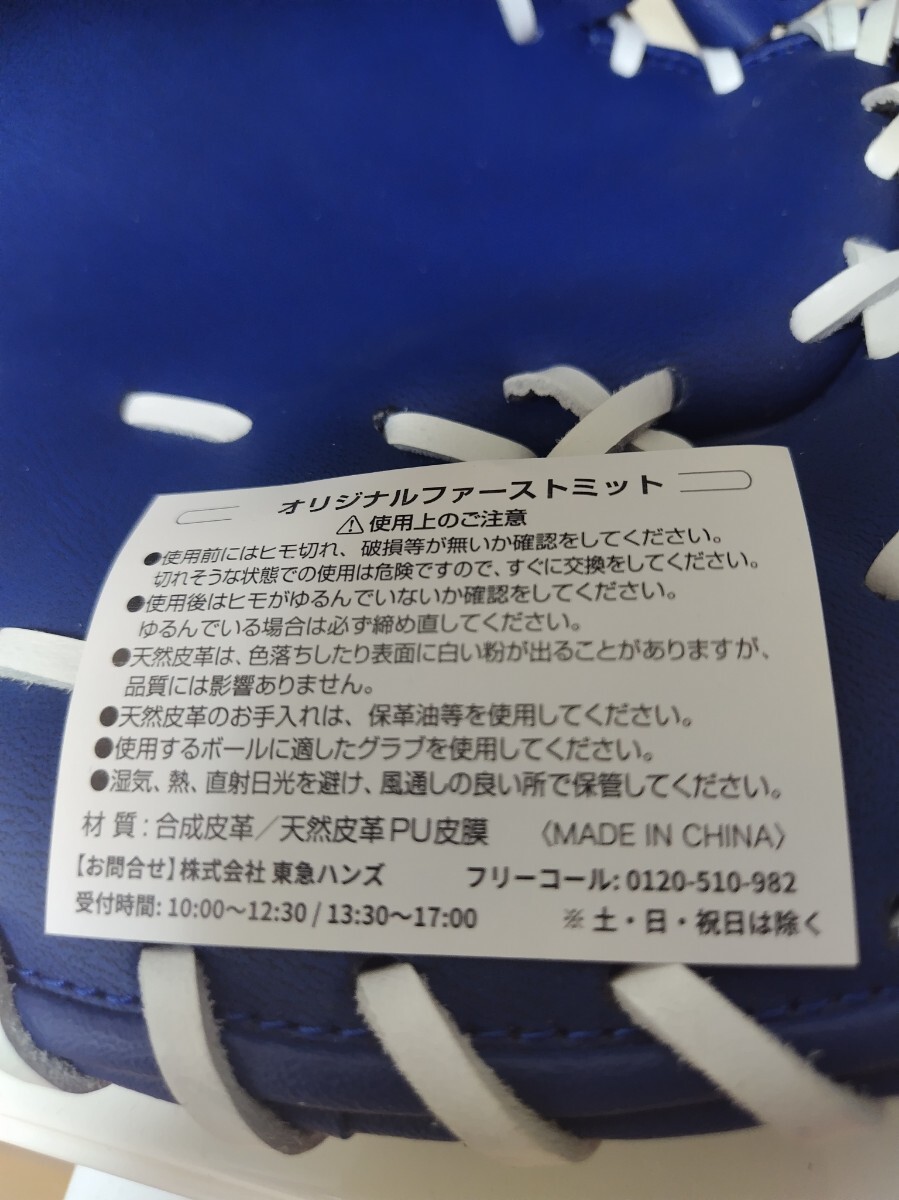 オリジナルファーストミット
⚠使用上のご注意
●使用前にはヒモ切れ、破損等が無いか確認をしてください。
切れそうな状態での使用は危険ですので、すぐに交換をしてください。
●使用後はヒモがゆるんでいないか確認をしてください。
ゆるんでいる場合は必ず締め直してください。
●天然皮革は、色落ちしたり表面に白い粉が出ることがありますが、
品質には影響ありません。
●天然皮革のお手入れは、保革油等を使用してください。
●使用するボールに適したグラブを使用してください。
●湿気、熱、直射日光を避け、風通しの良い所で保管してください。
材 質 : 合成皮革／天然皮革PU皮膜 〈MADE IN CHINA〉
【お問合せ】株式会社 東急ハンズ フリーコール: 0120-510-982
受付時間: 10:00～12:30 / 13:30～17:00 ※ 土・日・祝日は除く